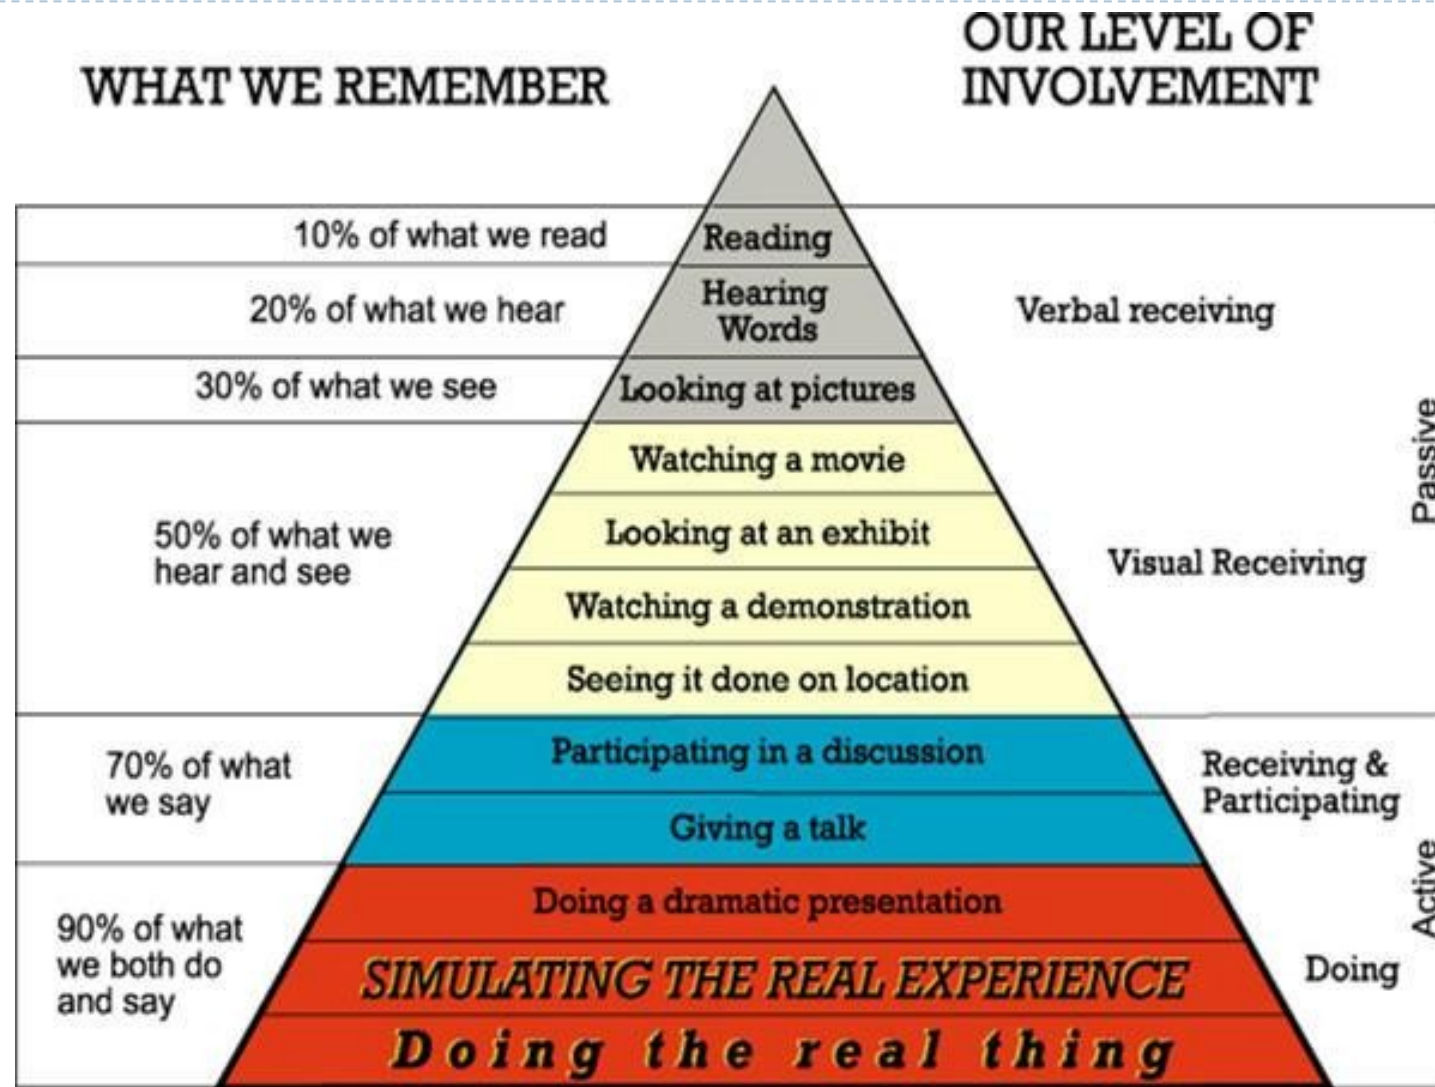 WHAT WE REMEMBER
OUR LEVEL OF
INVOLVEMENT
10% of what we read
Reading
20% of what we hear
Hearing
Words
Verbal receiving
30% of what we see
Looking at pictures
Passive
50% of what we
hear and see
Watching a movie
Looking at an exhibit
Watching a demonstration
Seeing it done on location
Visual Receiving
70% of what
we say
Participating in a discussion
Giving a talk
Receiving &
Participating
Active
90% of what
we both do
and say
Doing a dramatic presentation
SIMULATING THE REAL EXPERIENCE
Doing the real thing
Doing